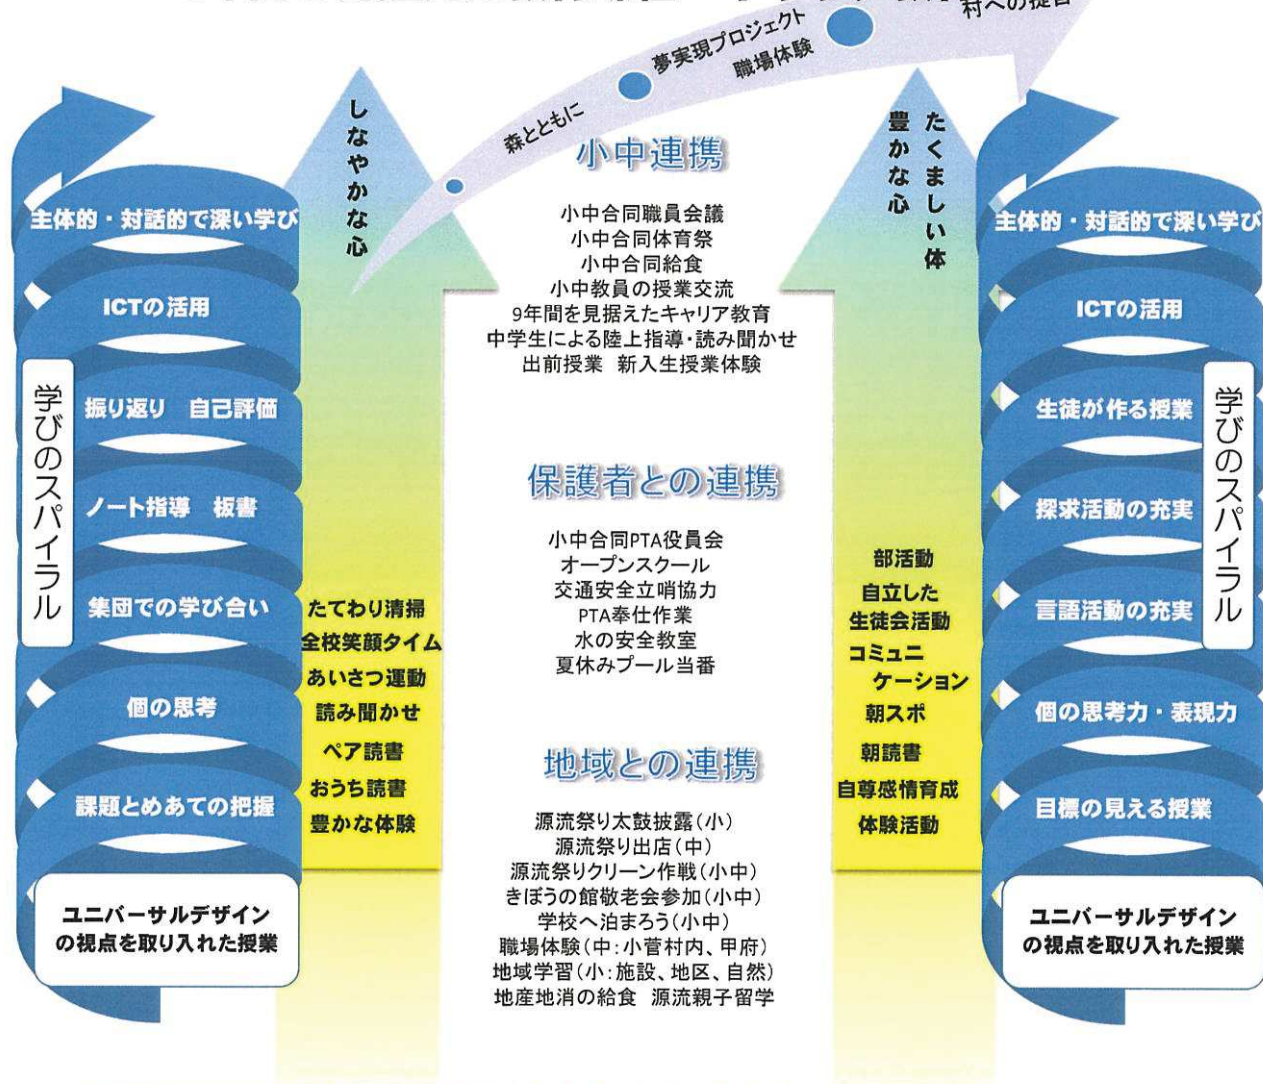 村への提言
夢実現プロジェクト
職場体験
森とともに
しなやかな心
主体的・対話的で深い学び
ICTの活用
振り返り　自己評価
ノート指導　板書
集団での学び合い
個の思考
課題とめあての把握
ユニバーサルデザイン
の視点を取り入れた授業
学びのスパイラル
たてわり清掃
全校笑顔タイム
あいさつ運動
読み聞かせ
ペア読書
おうち読書
豊かな体験
小中連携
小中合同職員会議
小中合同体育祭
小中合同給食
小中教員の授業交流
9年間を見据えたキャリア教育
中学生による陸上指導・読み聞かせ
出前授業 新入生授業体験
保護者との連携
小中合同PTA役員会
オープンスクール
交通安全立哨協力
PTA奉仕作業
水の安全教室
夏休みプール当番
地域との連携
源流祭り太鼓披露(小)
源流祭り出店(中)
源流祭りクリーン作戦(小中)
きぼうの館敬老会参加(小中)
学校へ泊まろう(小中)
職場体験(中:小菅村内、甲府)
地域学習(小:施設、地区、自然)
地産地消の給食 源流親子留学
たくましい体
豊かな心
部活動
自立した
生徒会活動
コミュニ
ケーション
朝スポ
朝読書
自尊感情育成
体験活動
主体的・対話的で深い学び
ICTの活用
生徒が作る授業
探求活動の充実
言語活動の充実
個の思考力・表現力
目標の見える授業
ユニバーサルデザイン
の視点を取り入れた授業
学びのスパイラル